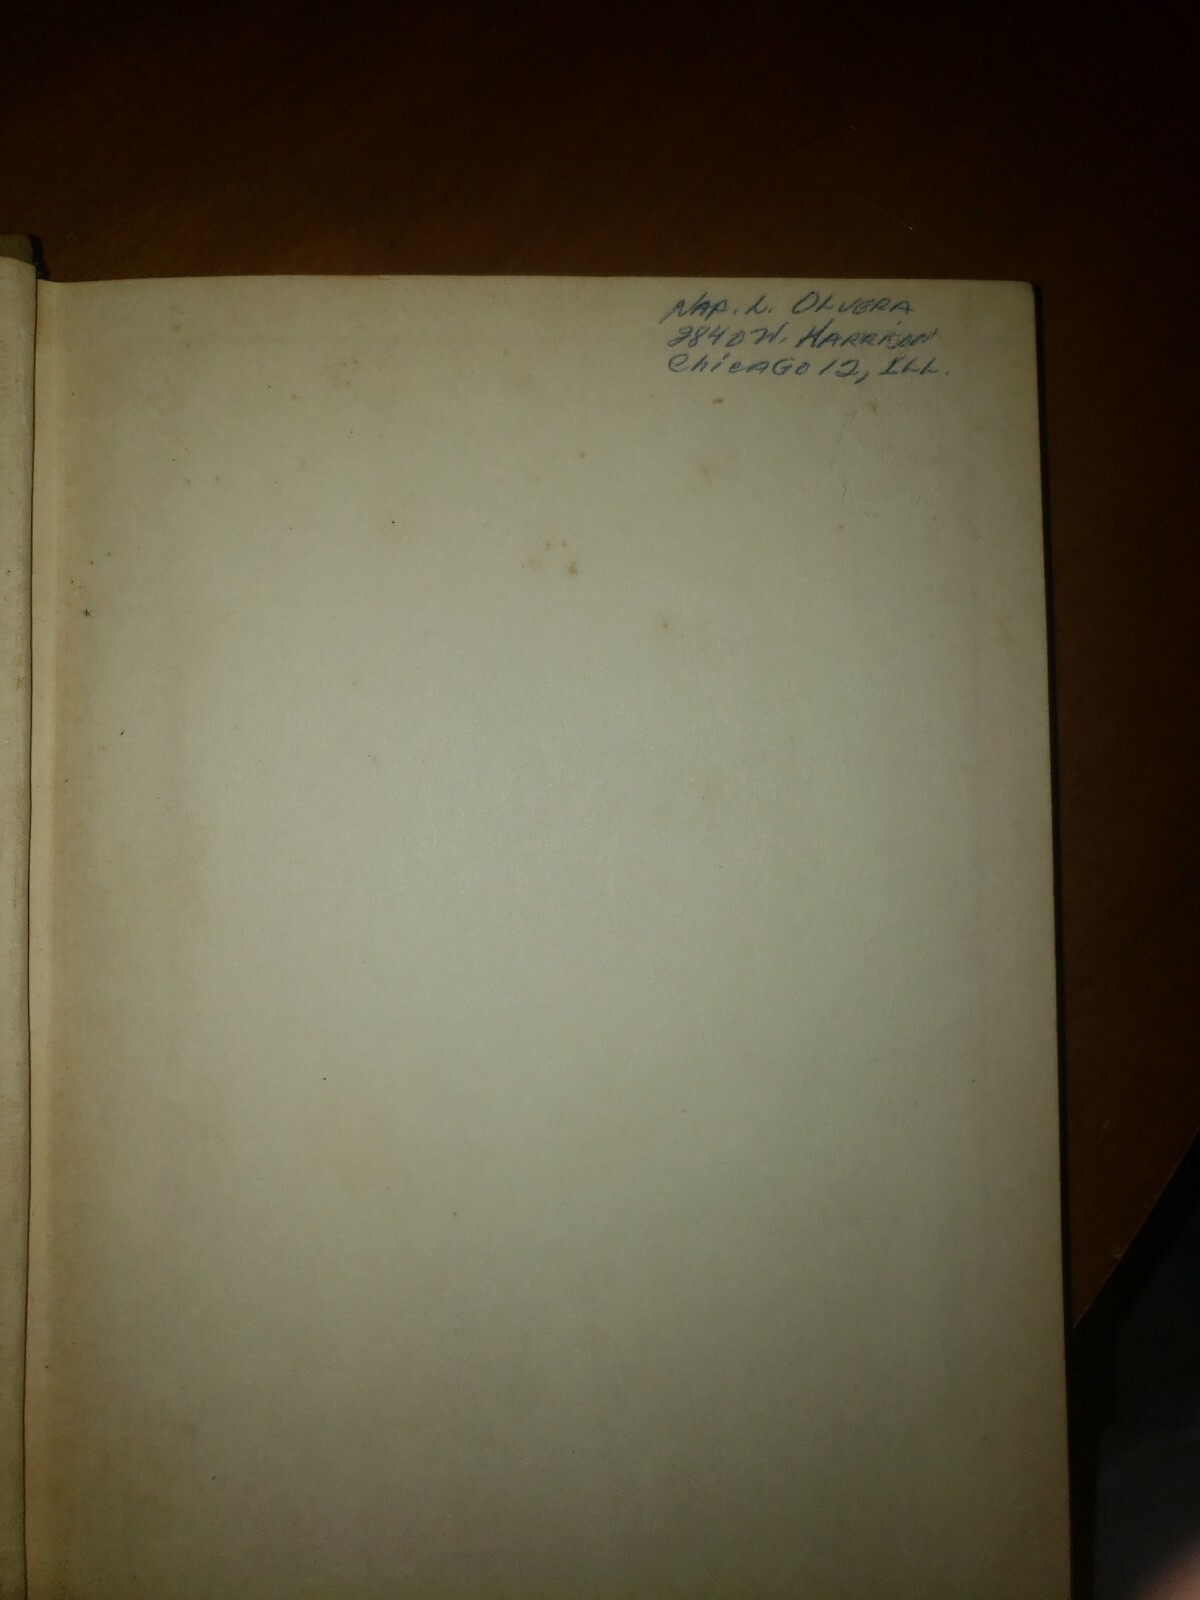 NAP. L. OLVERA
2840 W. HARRISON
ChicAGO 12, ILL.